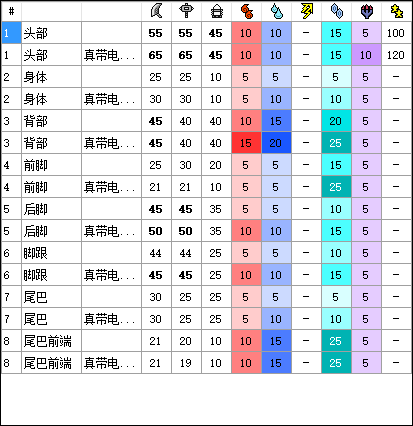 #
1 头部 55 55 45 10 10 － 15 5 100
1 头部 真带电... 65 65 45 10 10 － 15 10 120
2 身体 25 25 10 5 5 － 5 5 －
2 身体 真带电... 30 30 10 5 10 － 10 5 －
3 背部 45 40 40 10 15 － 20 5 －
3 背部 真带电... 45 40 40 15 20 － 25 5 －
4 前脚 25 30 20 5 5 － 15 5 －
4 前脚 真带电... 21 21 10 5 5 － 25 5 －
5 后脚 45 45 35 5 5 － 10 5 －
5 后脚 真带电... 50 50 35 10 10 － 15 5 －
6 脚跟 44 44 25 5 5 － 10 5 －
6 脚跟 真带电... 45 45 25 10 10 － 15 5 －
7 尾巴 30 25 25 5 5 － 5 5 －
7 尾巴 真带电... 30 25 25 5 10 － 10 5 －
8 尾巴前端 21 20 10 10 15 － 25 5 －
8 尾巴前端 真带电... 21 19 10 10 15 － 25 5 －